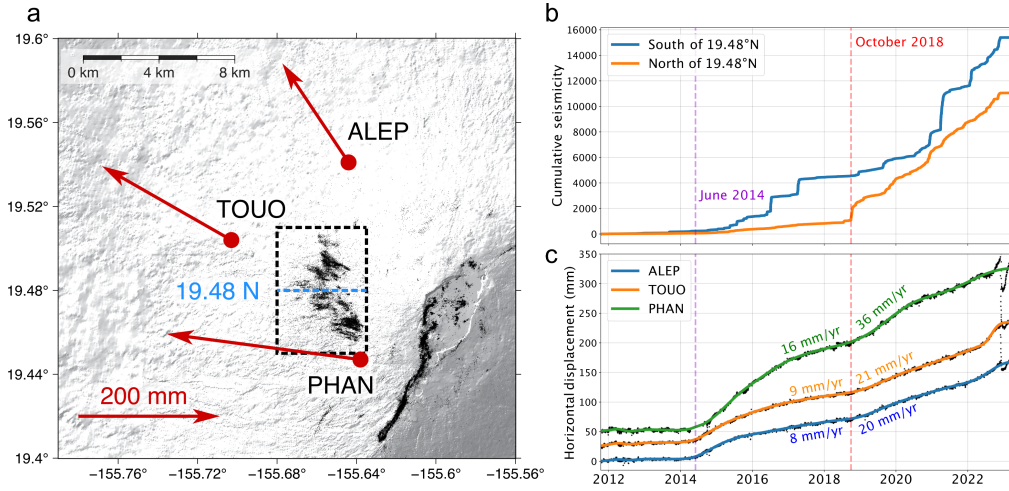 a
19.6°
19.56°
19.52°
19.48°
19.44°
19.4°
0 km 4 km 8 km
ALEP
TOUO
19.48 N
PHAN
200 mm
−155.76° −155.72° −155.68° −155.64° −155.6° −155.56°
b
Cumulative seismicity
16000
14000
12000
10000
8000
6000
4000
2000
0
South of 19.48°N
North of 19.48°N
October 2018
June 2014
c
Horizontal displacement (mm)
350
300
250
200
150
100
50
0
ALEP
TOUO
PHAN
16 mm/yr
36 mm/yr
9 mm/yr
21 mm/yr
8 mm/yr
20 mm/yr
2012 2014 2016 2018 2020 2022